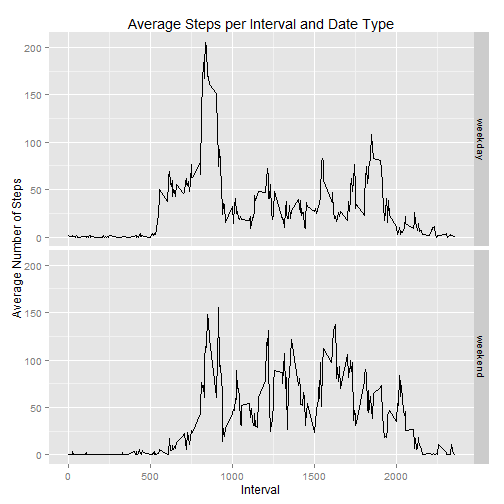 Average Steps per Interval and Date Type
Average Number of Steps
200
150
100
50
0
weekday
200
150
100
50
0
weekend
0 500 1000 1500 2000
Interval